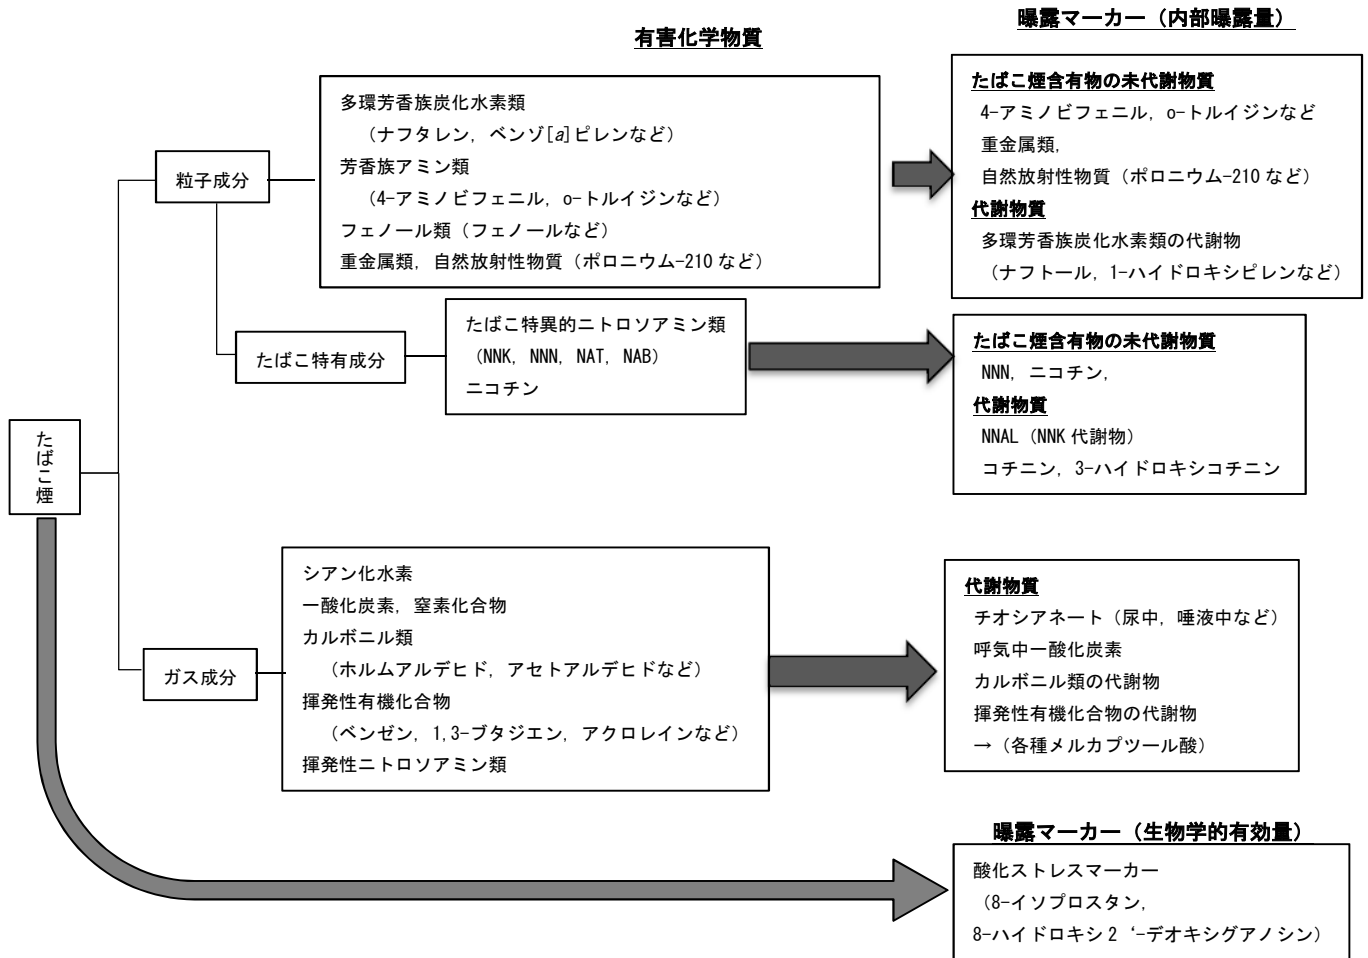 有害化学物質
曝露マーカー（内部曝露量）
粒子成分
多環芳香族炭化水素類
（ナフタレン，ベンゾ[a]ピレンなど）
芳香族アミン類
（4-アミノビフェニル，o-トルイジンなど）
フェノール類（フェノールなど）
重金属類，自然放射性物質（ポロニウム-210 など）
たばこ煙含有物の未代謝物質
4-アミノビフェニル，o-トルイジンなど
重金属類，
自然放射性物質（ポロニウム-210 など）
代謝物質
多環芳香族炭化水素類の代謝物
（ナフトール，1-ハイドロキシピレンなど）
たばこ特有成分
たばこ特異的ニトロソアミン類
（NNK，NNN，NAT，NAB）
ニコチン
たばこ煙含有物の未代謝物質
NNN，ニコチン，
代謝物質
NNAL（NNK 代謝物）
コチニン，3-ハイドロキシコチニン
たばこ煙
ガス成分
シアン化水素
一酸化炭素，窒素化合物
カルボニル類
（ホルムアルデヒド，アセトアルデヒドなど）
揮発性有機化合物
（ベンゼン，1,3-ブタジエン，アクロレインなど）
揮発性ニトロソアミン類
代謝物質
チオシアネート（尿中，唾液中など）
呼気中一酸化炭素
カルボニル類の代謝物
揮発性有機化合物の代謝物
→（各種メルカプツール酸）
曝露マーカー（生物学的有効量）
酸化ストレスマーカー
（8-イソプロスタン，
8-ハイドロキシ 2 ‘-デオキシグアノシン）